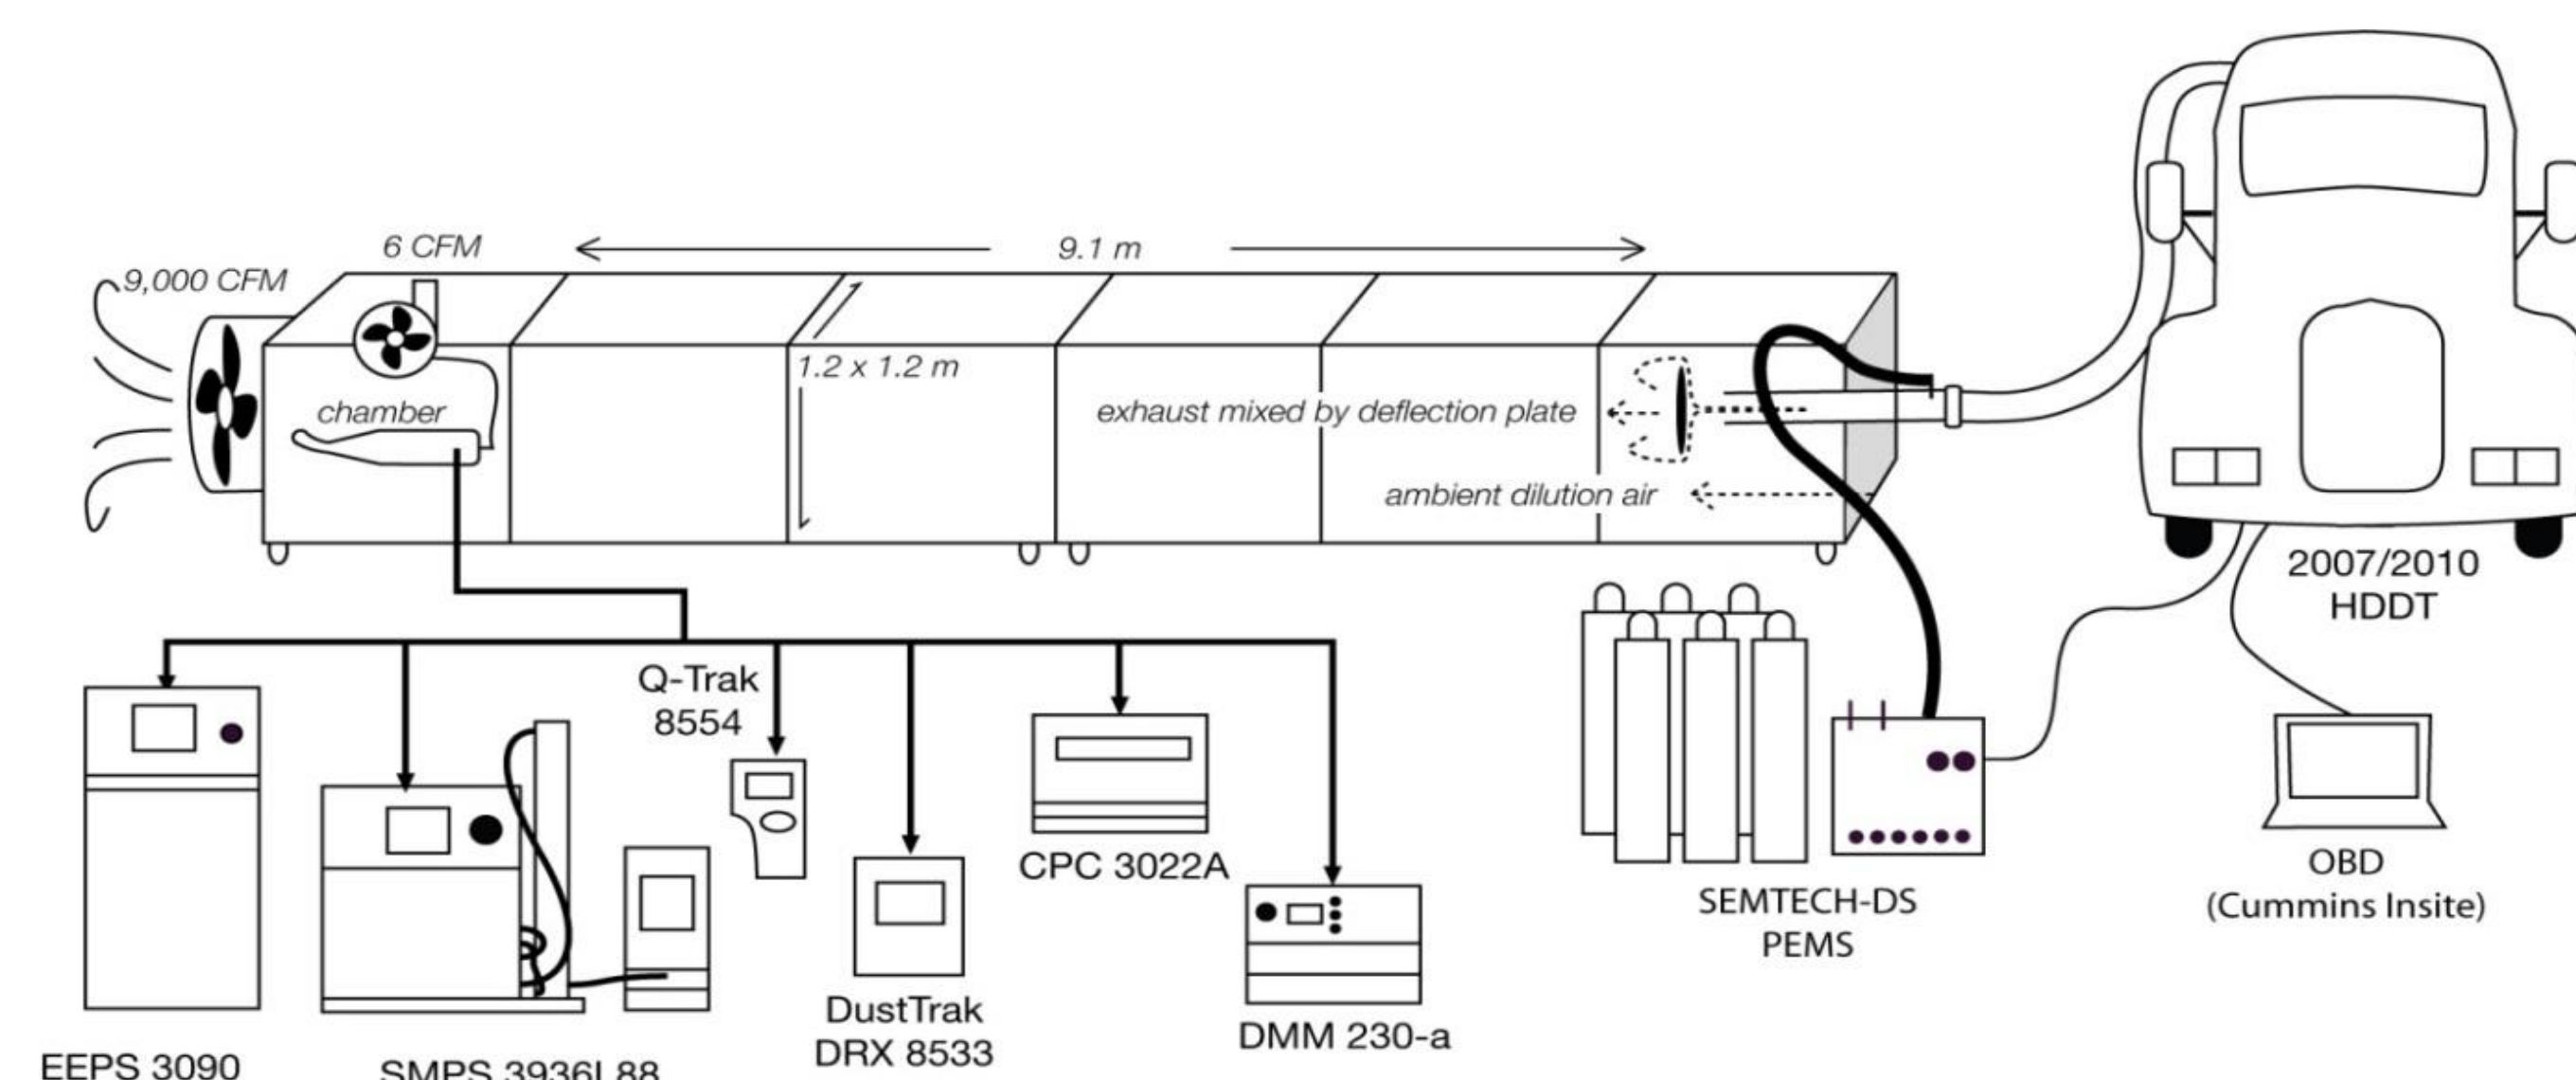 6 CFM
9.1 m
9,000 CFM
1.2 x 1.2 m
chamber
exhaust mixed by deflection plate
ambient dilution air
2007/2010
HDDT
Q-Trak
8554
CPC 3022A
OBD
(Cummins Insite)
SEMTECH-DS
PEMS
DustTrak
DRX 8533
DMM 230-a
EEPS 3090
SMPS 3936L88